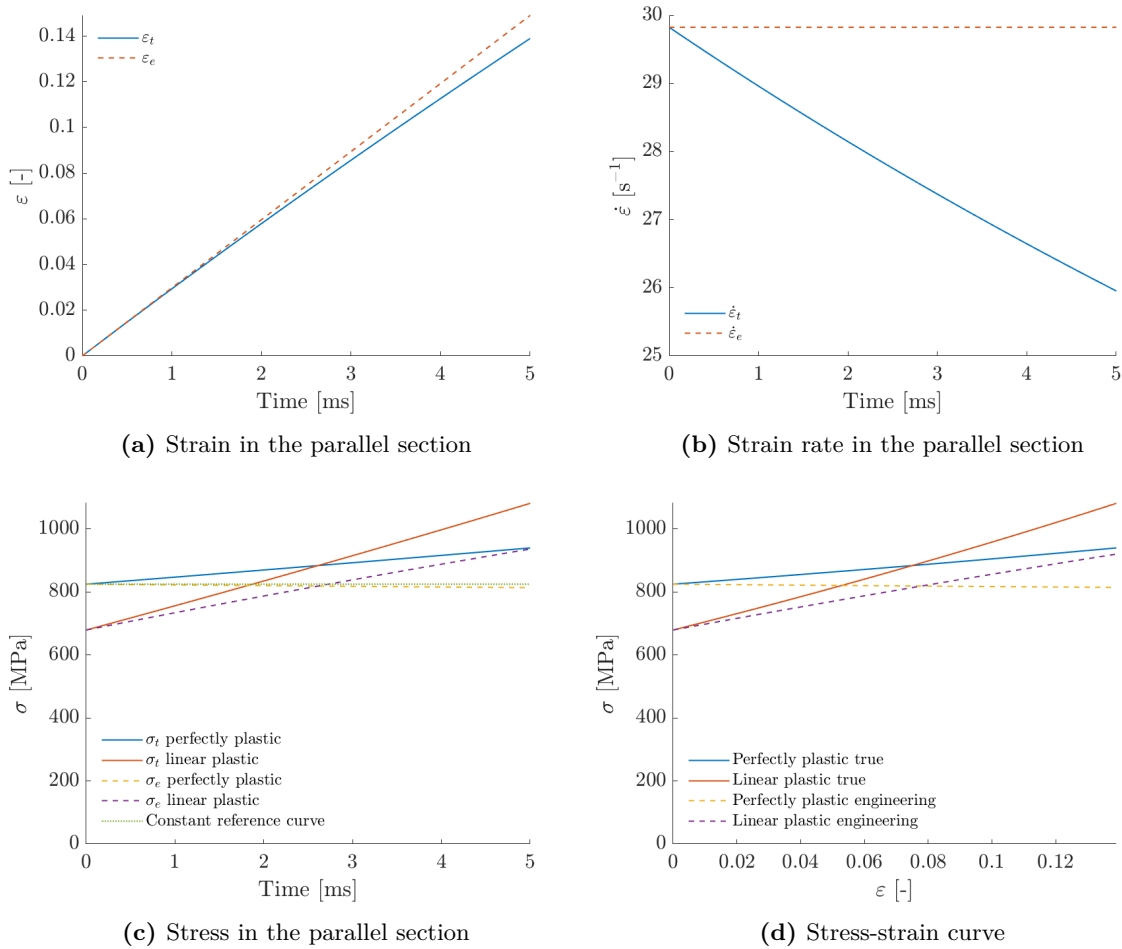 0.14
0.12
0.1
0.08
0.06
0.04
0.02
0
ε [-]
ε_t
ε_e
0 1 2 3 4 5
Time [ms]
(a) Strain in the parallel section
30
29
28
27
26
25
ε̇ [s⁻¹]
ε̇_t
ε̇_e
0 1 2 3 4 5
Time [ms]
(b) Strain rate in the parallel section
1000
800
600
400
200
0
σ [MPa]
σ_t perfectly plastic
σ_t linear plastic
σ_e perfectly plastic
σ_e linear plastic
Constant reference curve
0 1 2 3 4 5
Time [ms]
(c) Stress in the parallel section
1000
800
600
400
200
0
σ [MPa]
Perfectly plastic true
Linear plastic true
Perfectly plastic engineering
Linear plastic engineering
0 0.02 0.04 0.06 0.08 0.1 0.12
ε [-]
(d) Stress-strain curve